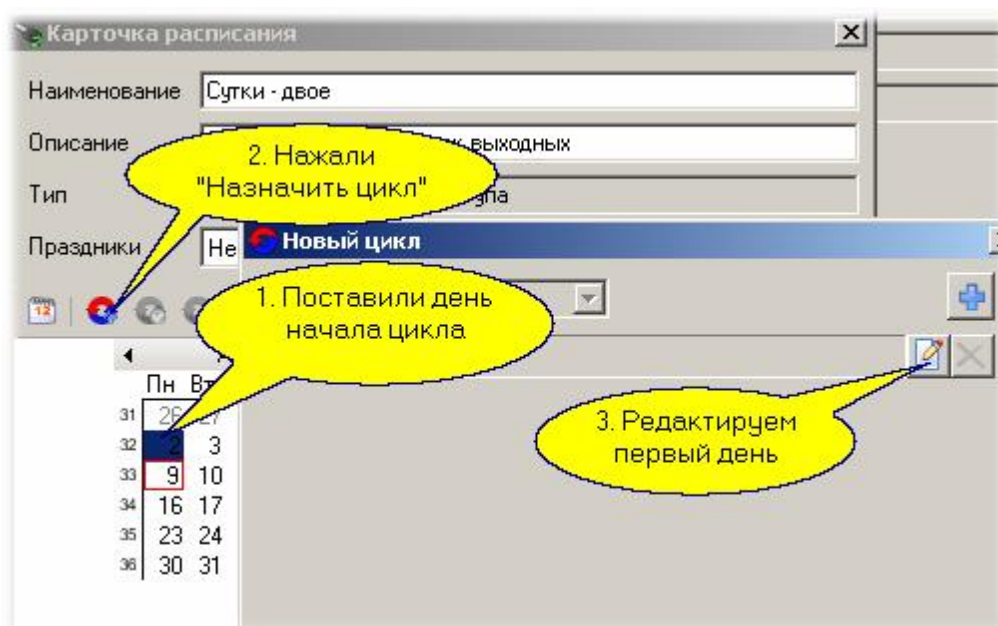 Карточка расписания
Наименование Сутки - двое
Описание выходных
2. Нажали
"Назначить цикл"
Тип
Праздники Не
Новый цикл
1. Поставили день
начала цикла
12
Пн Вт
31 26 27
32 2 3
33 9 10
34 16 17
35 23 24
36 30 31
3. Редактируем
первый день